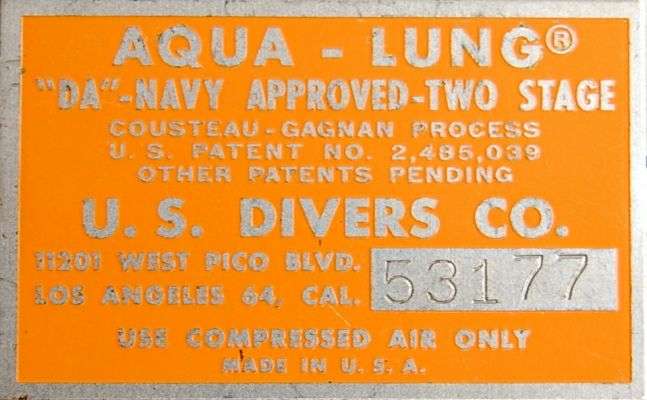 AQUA - LUNG®
"DA"-NAVY APPROVED-TWO STAGE
COUSTEAU-GAGNAN PROCESS
U. S. PATENT NO. 2,485,039
OTHER PATENTS PENDING
U. S. DIVERS CO.
11201 WEST PICO BLVD.
LOS ANGELES 64, CAL.
53177
USE COMPRESSED AIR ONLY
MADE IN U. S. A.